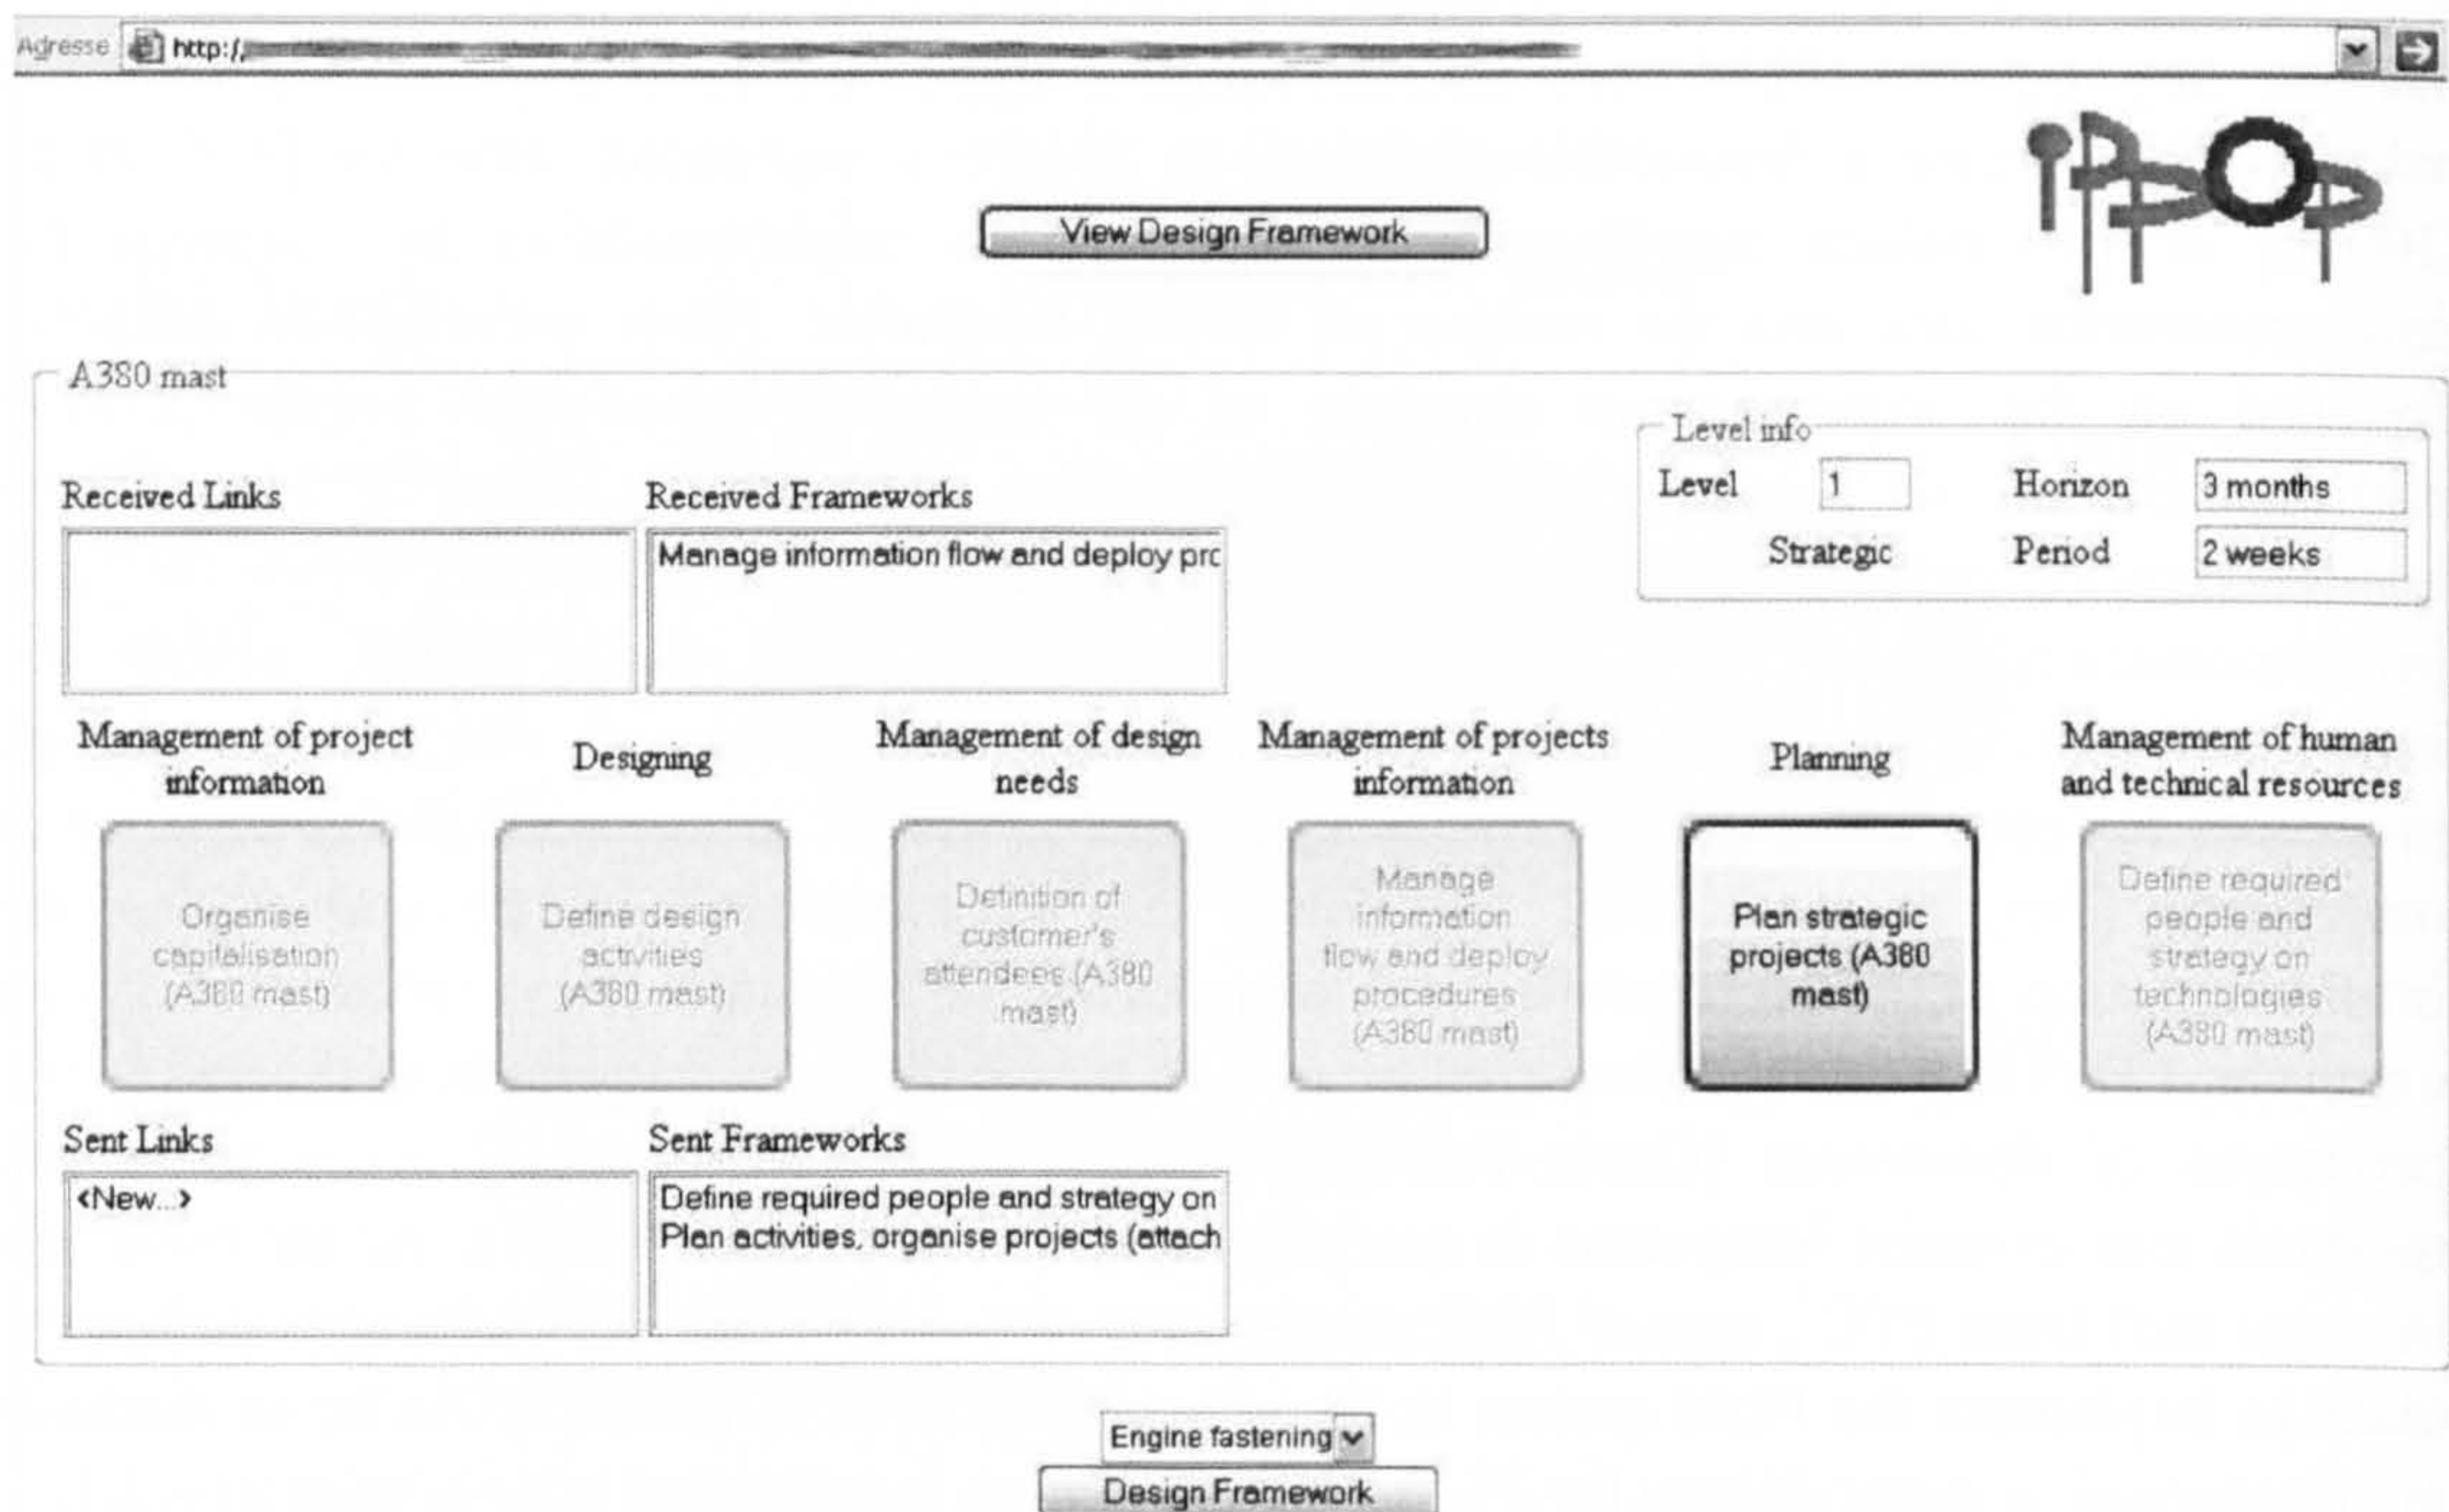 Adresse http:/
IPPOP
View Design Framework
A380 mast
Level info
Level 1 Horizon 3 months
Strategic Period 2 weeks
Received Links Received Frameworks
Manage information flow and deploy prc
Management of project
information
Designing
Management of design
needs
Management of projects
information
Planning
Management of human
and technical resources
Organise
capitalisation
(A380 mast)
Define design
activities
(A380 mast)
Definition of
customer's
attendees (A380
mast)
Manage
information
flow and deploy
procedures
(A380 mast)
Plan strategic
projects (A380
mast)
Define required
people and
strategy on
technologies
(A380 mast)
Sent Links Sent Frameworks
<New...>
Define required people and strategy on
Plan activities, organise projects (attach
Engine fastening
Design Framework